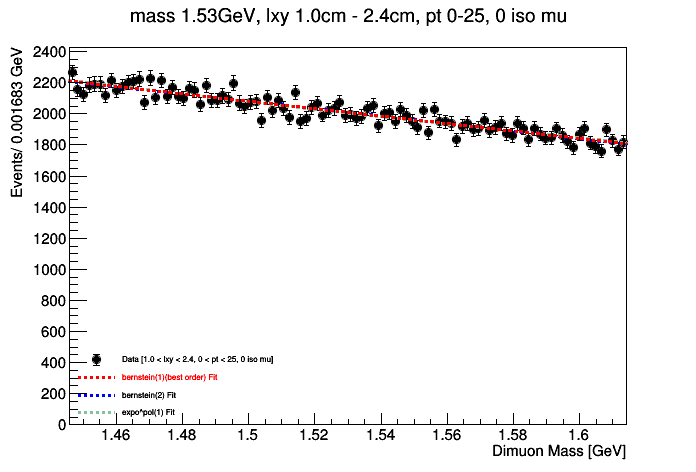 mass 1.53GeV, lxy 1.0cm - 2.4cm, pt 0-25, 0 iso mu
Events/ 0.001683 GeV
2400
2200
2000
1800
1600
1400
1200
1000
800
600
400
200
0
Data [1.0 < lxy < 2.4, 0 < pt < 25, 0 iso mu]
bernstein(1)(best order) Fit
bernstein(2) Fit
expo^pol(1) Fit
1.46 1.48 1.5 1.52 1.54 1.56 1.58 1.6
Dimuon Mass [GeV]